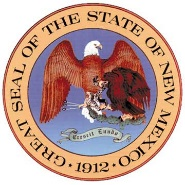 GREAT SEAL OF THE STATE OF NEW MEXICO
Crescit Eundo
• 1912 •